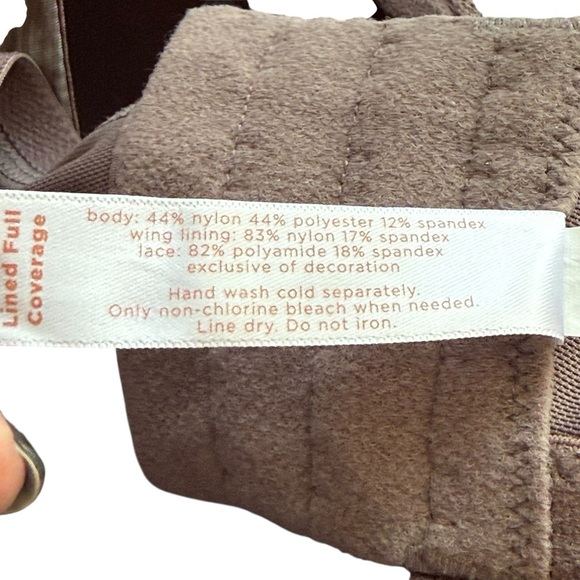 Lined Full
Coverage
body: 44% nylon 44% polyester 12% spandex
wing lining: 83% nylon 17% spandex
lace: 82% polyamide 18% spandex
exclusive of decoration
Hand wash cold separately.
Only non-chlorine bleach when needed.
Line dry. Do not iron.